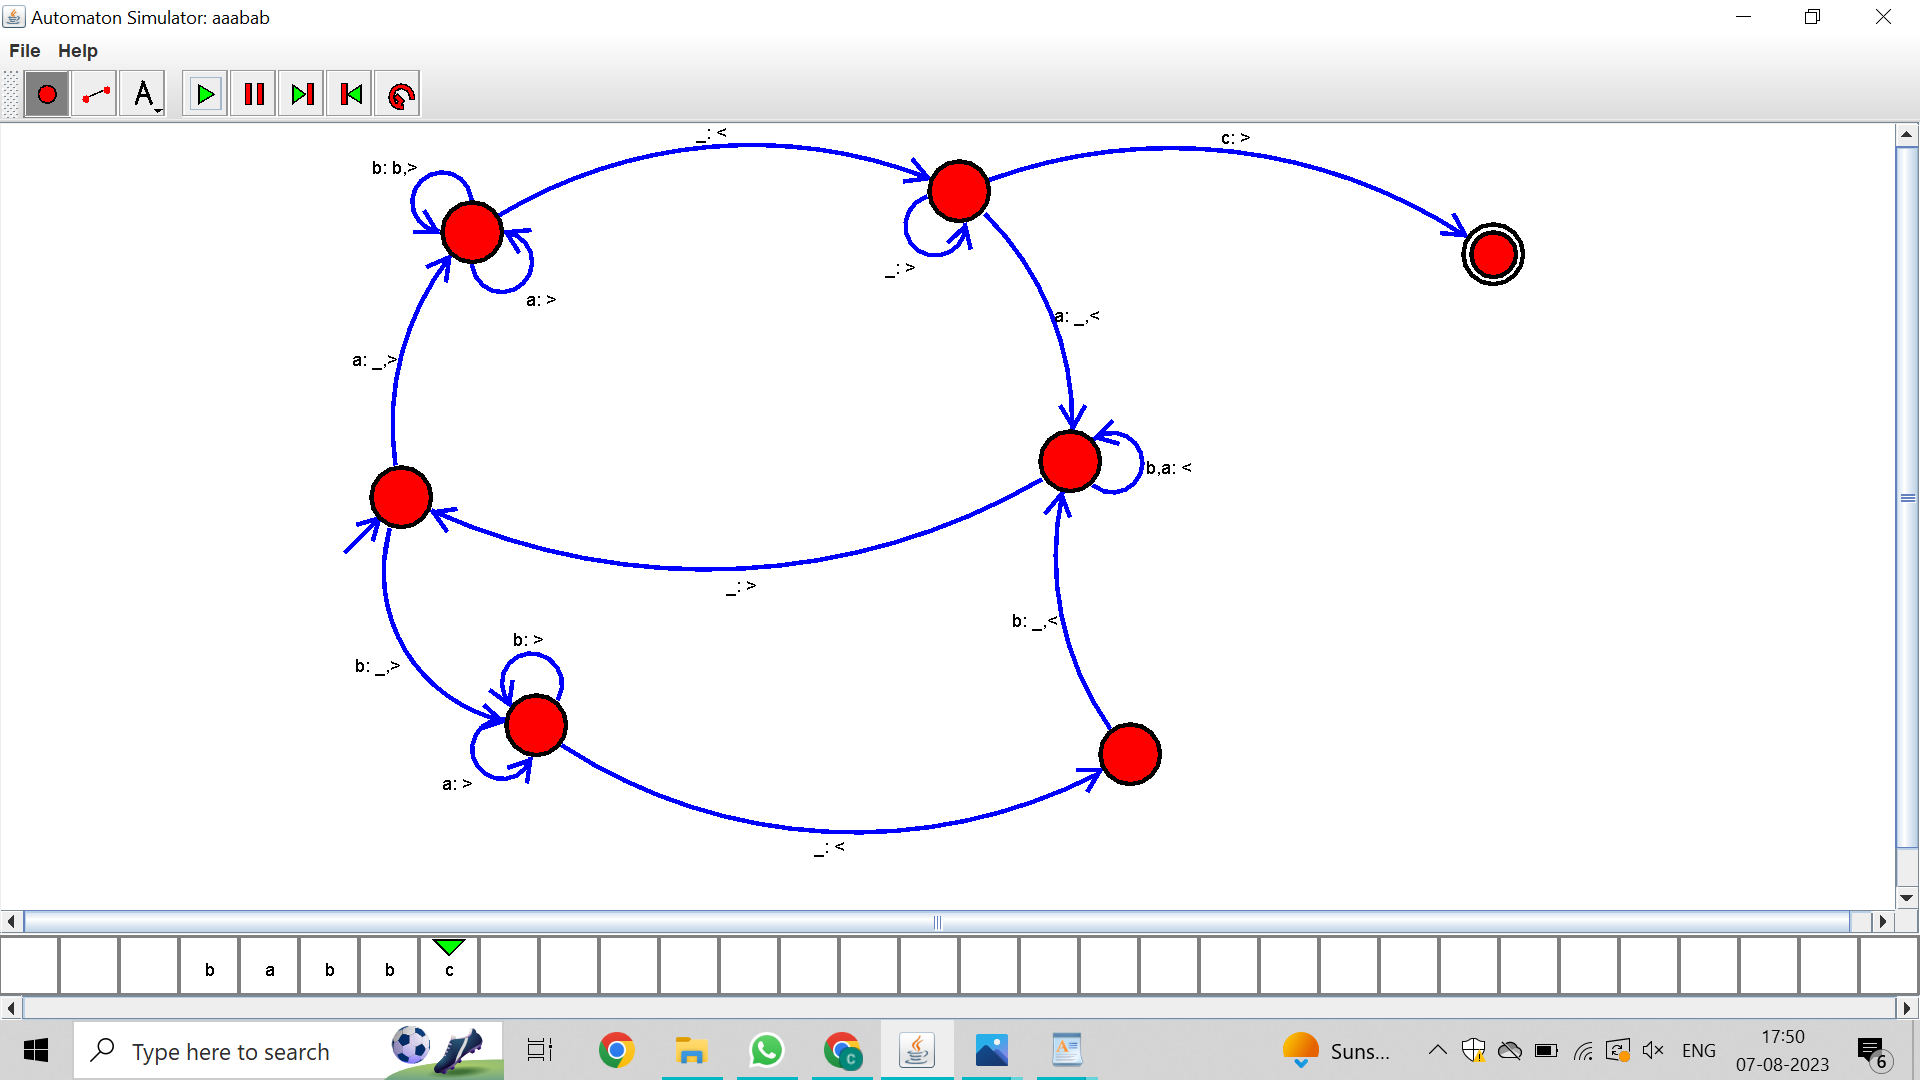 Automaton Simulator: aaabab
File Help
A
_: <
c: >
b: b,>
_: >
a: >
a: _,<
a: _,>
b,a: <
_: >
b: _,<
b: >
b: _,>
a: >
_: <
b a b b c
Type here to search
C
Suns...
ENG
17:50
07-08-2023
6